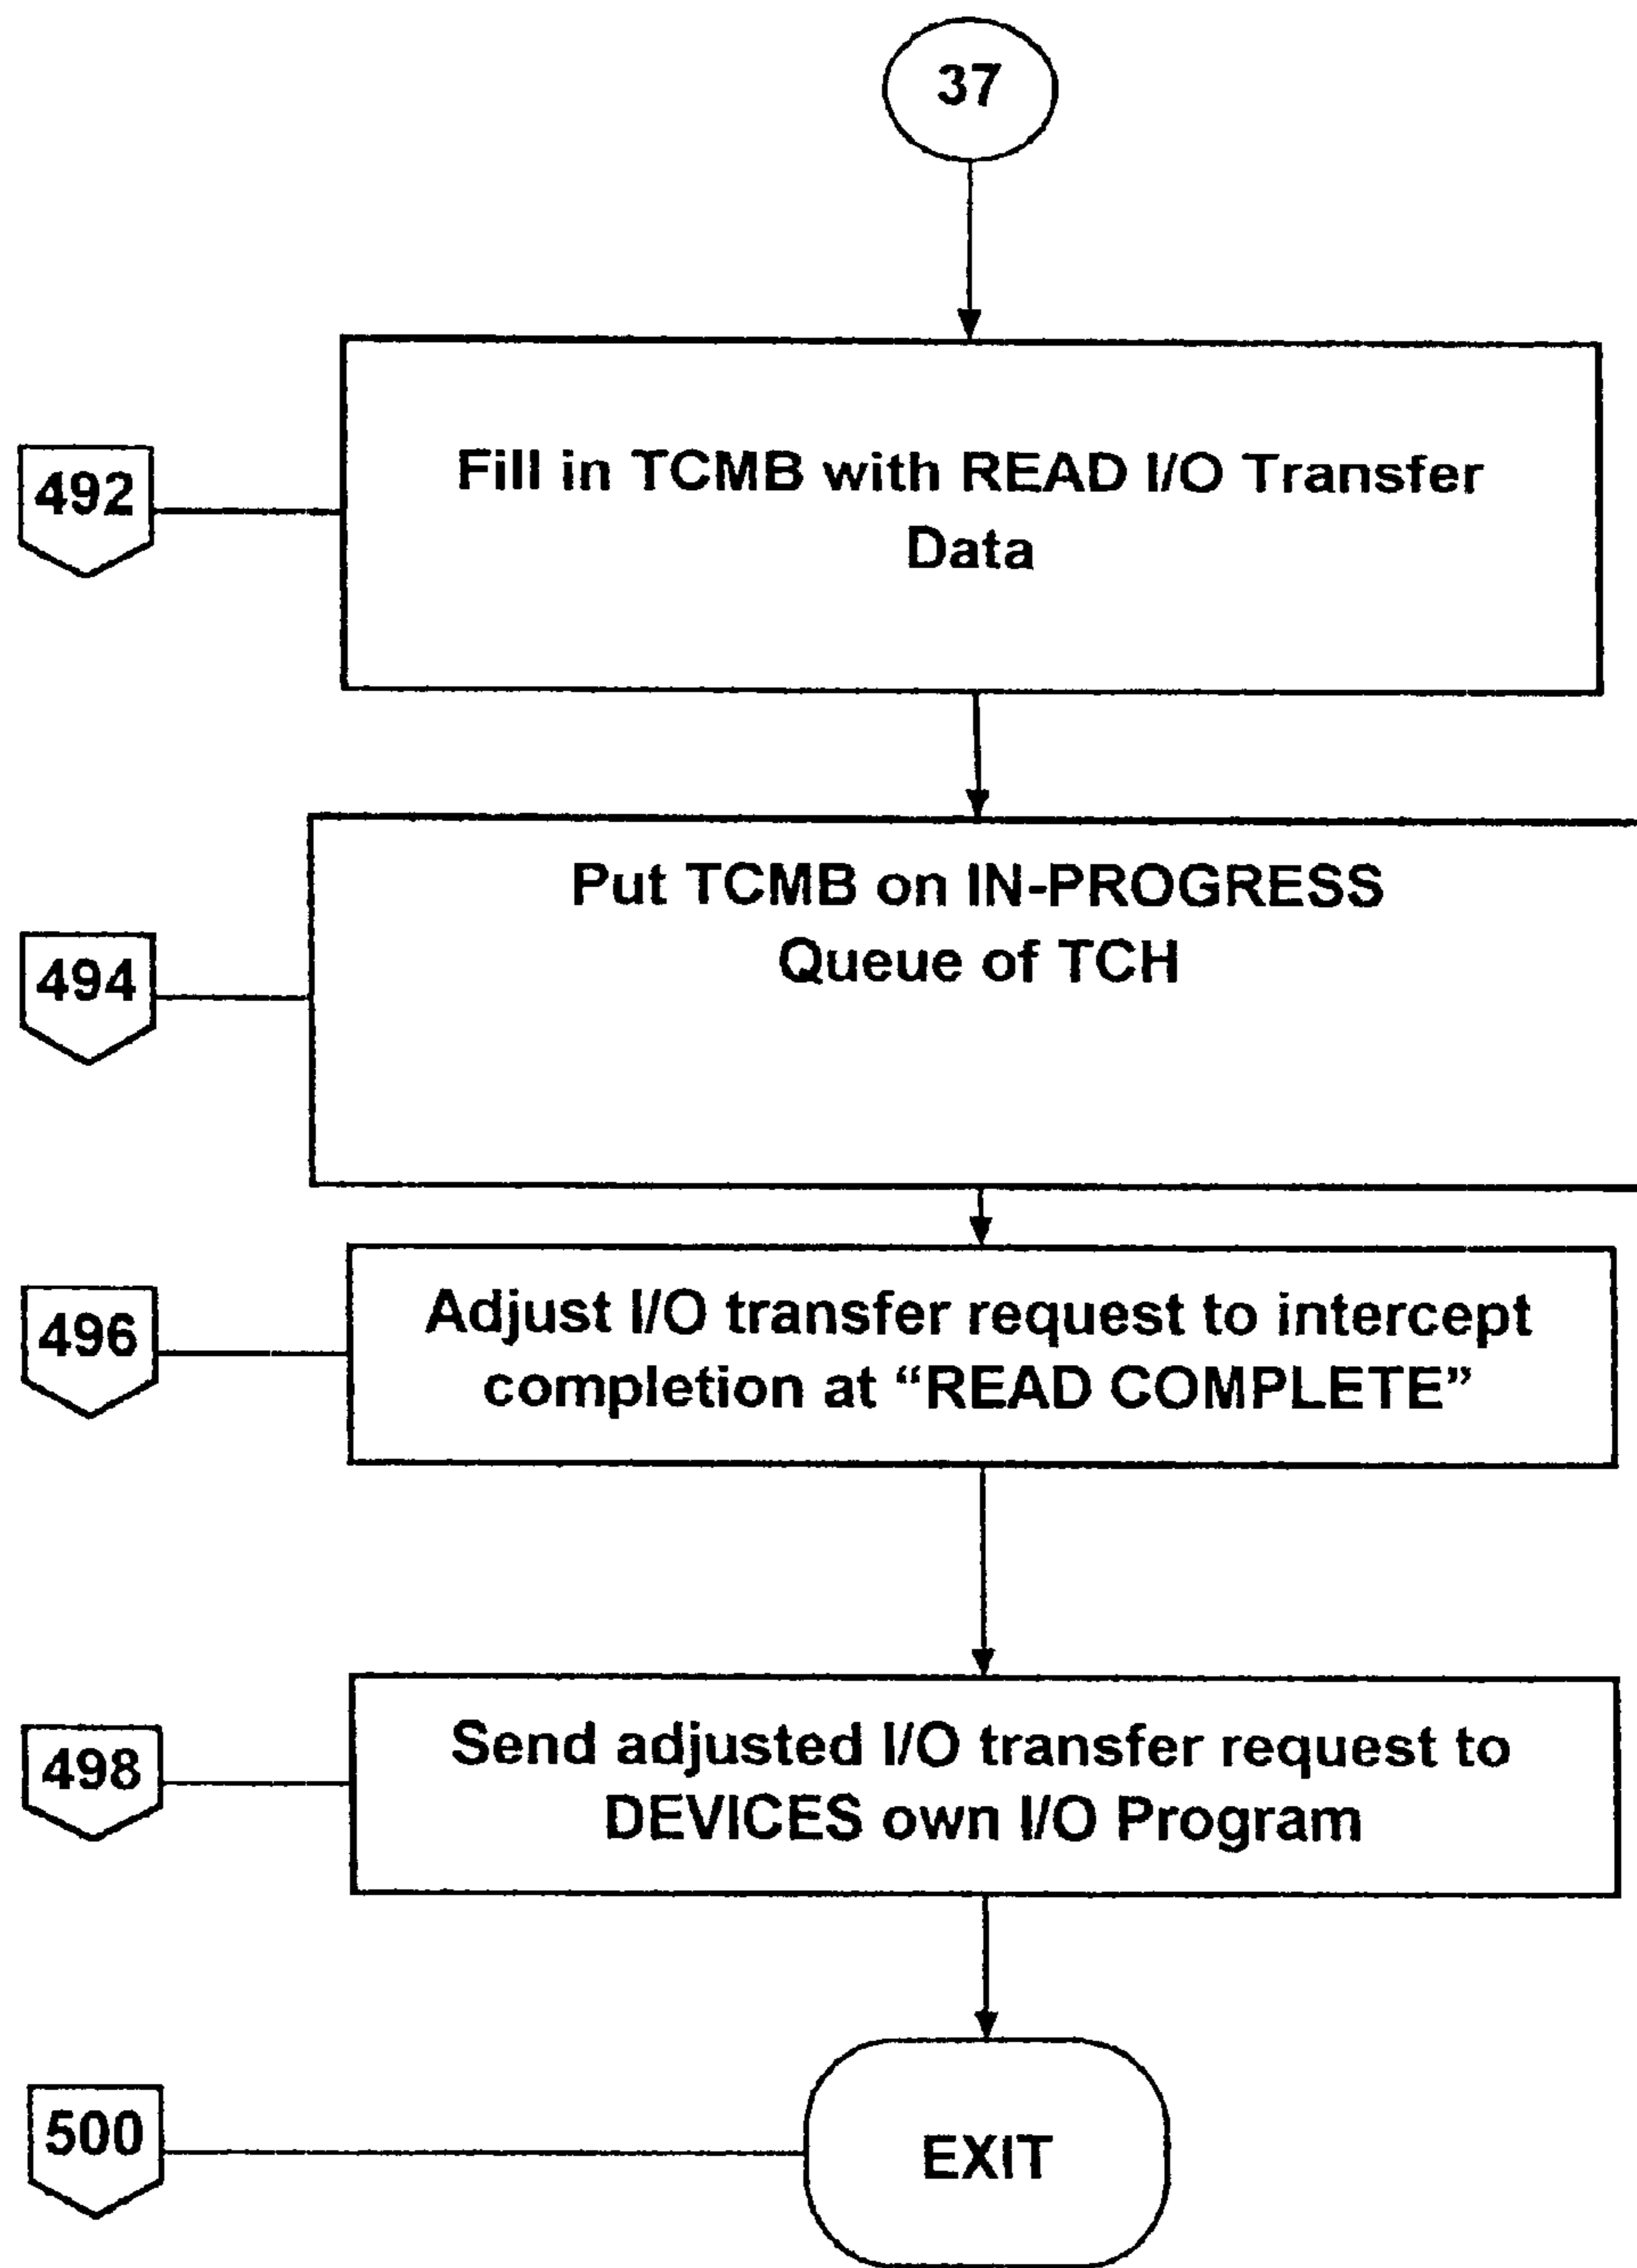 37
492
Fill in TCMB with READ I/O Transfer
Data
494
Put TCMB on IN-PROGRESS
Queue of TCH
496
Adjust I/O transfer request to intercept
completion at “READ COMPLETE”
498
Send adjusted I/O transfer request to
DEVICES own I/O Program
500
EXIT